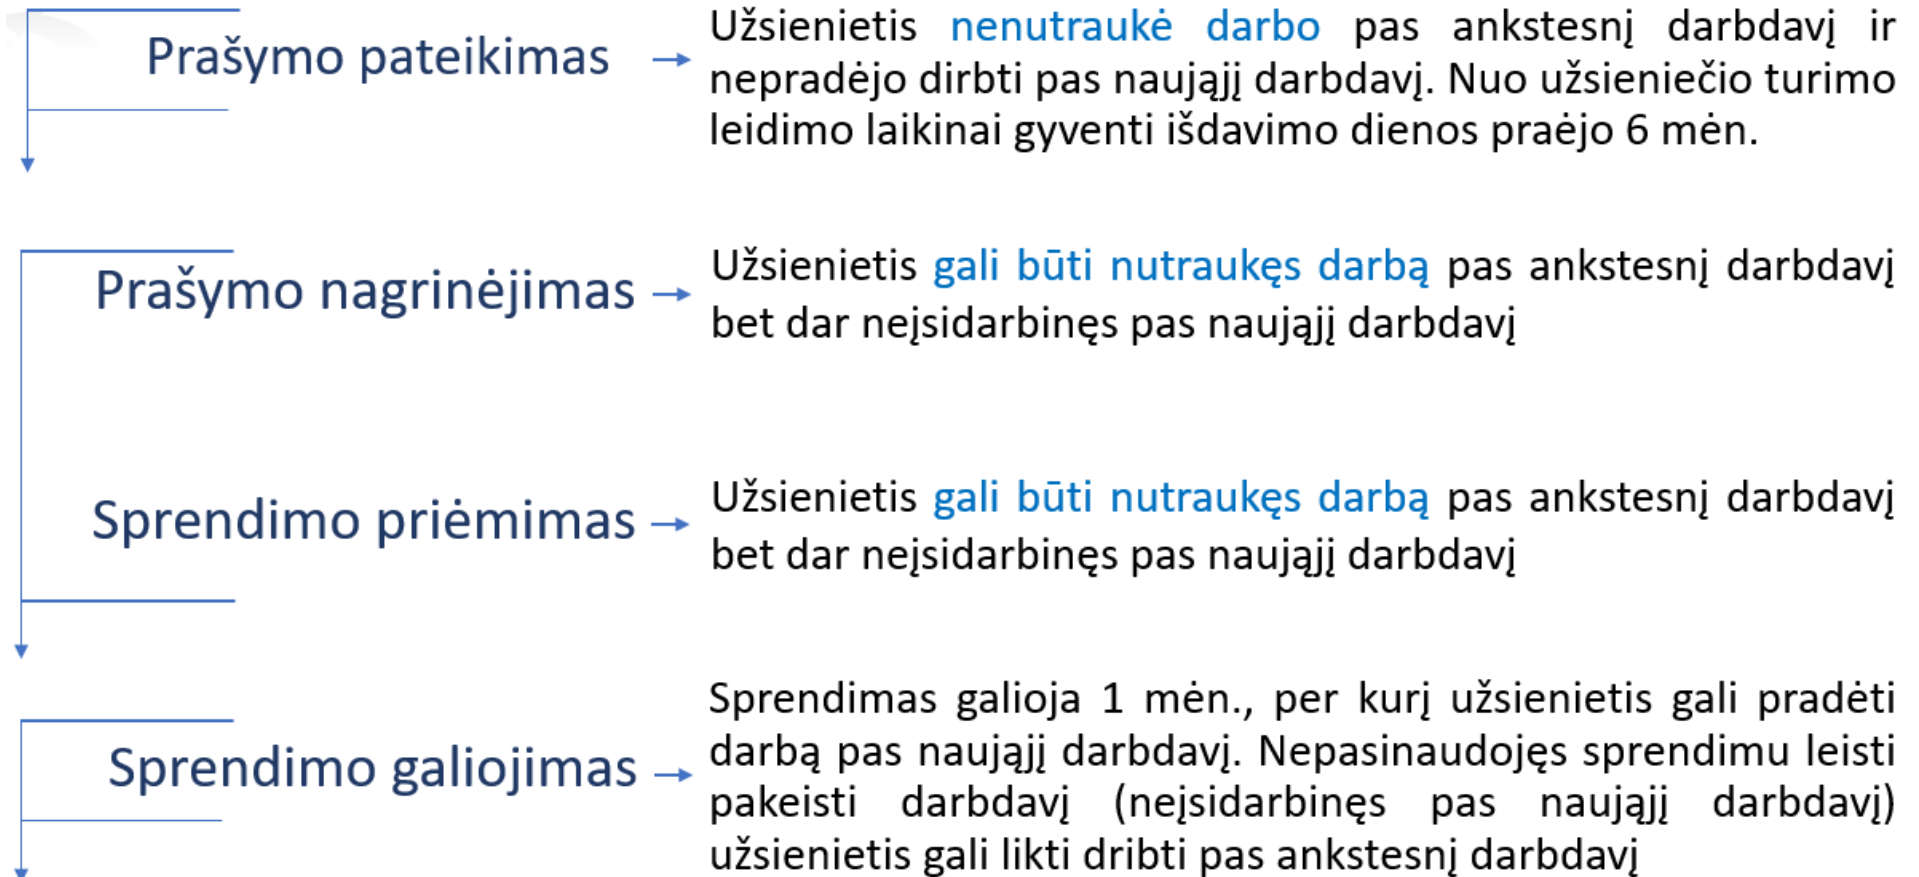 Prašymo pateikimas
Užsienietis nenutraukė darbo pas ankstesnį darbdavį ir
nepradėjo dirbti pas naująjį darbdavį. Nuo užsieniečio turimo
leidimo laikinai gyventi išdavimo dienos praėjo 6 mėn.
Prašymo nagrinėjimas
Užsienietis gali būti nutraukęs darbą pas ankstesnį darbdavį
bet dar neįsidarbinęs pas naująjį darbdavį
Sprendimo priėmimas
Užsienietis gali būti nutraukęs darbą pas ankstesnį darbdavį
bet dar neįsidarbinęs pas naująjį darbdavį
Sprendimo galiojimas
Sprendimas galioja 1 mėn., per kurį užsienietis gali pradėti
darbą pas naująjį darbdavį. Nepasinaudojęs sprendimu leisti
pakeisti darbdavį (neįsidarbinęs pas naująjį darbdavį)
užsienietis gali likti dribti pas ankstesnį darbdavį